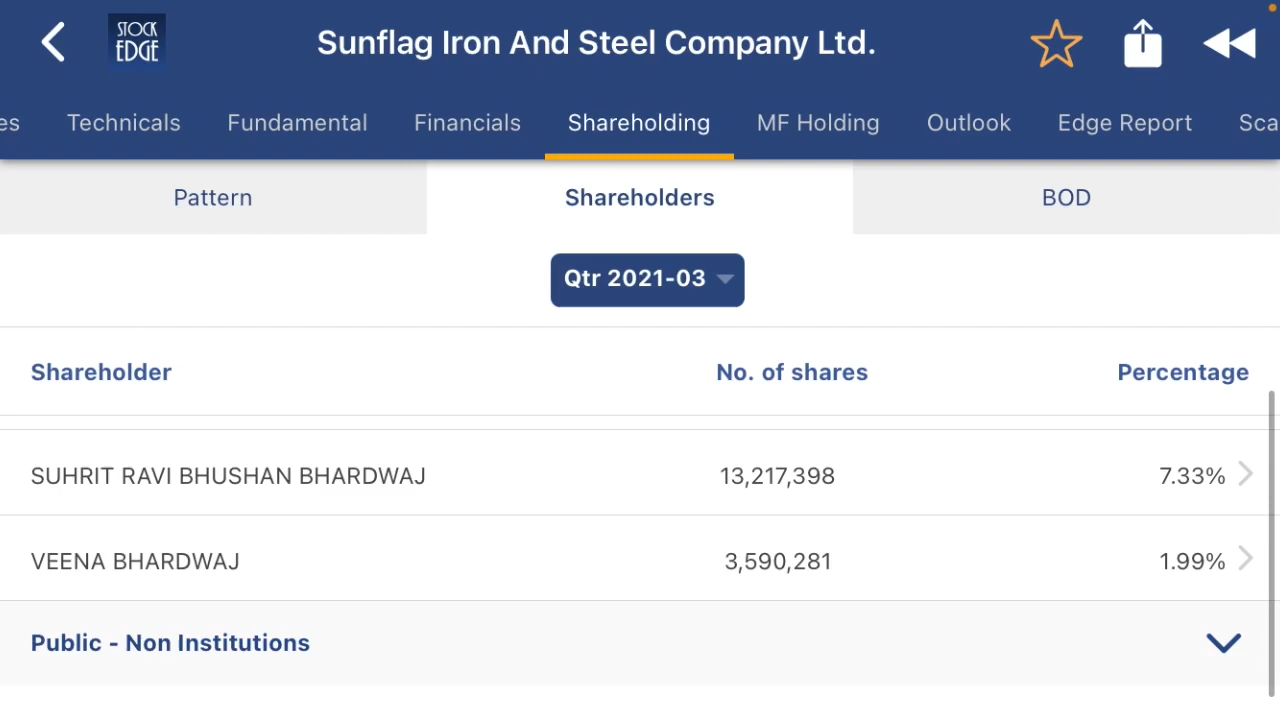 STOCK
EDGE
Sunflag Iron And Steel Company Ltd.
es Technicals Fundamental Financials Shareholding MF Holding Outlook Edge Report Sca
Pattern Shareholders BOD
Qtr 2021-03
Shareholder No. of shares Percentage
SUHRIT RAVI BHUSHAN BHARDWAJ 13,217,398 7.33%
VEENA BHARDWAJ 3,590,281 1.99%
Public - Non Institutions